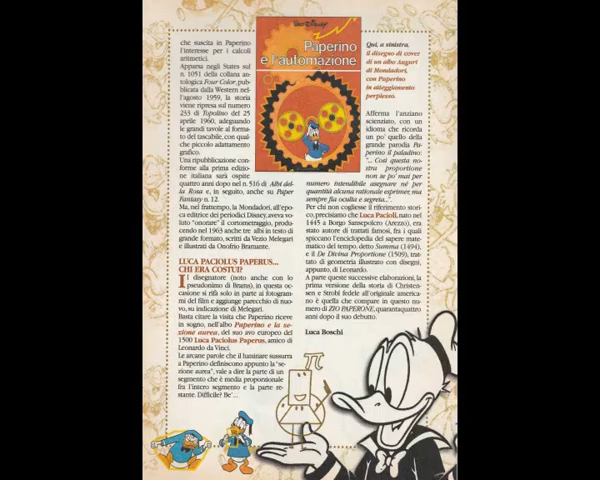 che suscita in Paperino
l'interesse per i calcoli
aritmetici.
Apparsa negli States sul
n. 1051 della collana an-
tologica Four Color, pub-
blicata dalla Western nel-
l'agosto 1959, la storia
viene ripresa sul numero
233 di Topolino del 25
aprile 1960, adeguando
le grandi tavole al forma-
to del tascabile, con qual-
che piccolo adattamento
grafico.
Una ripubblicazione con-
forme alla prima edizione
italiana sarà ospite
quattro anni dopo nel n. 516 di Albi del-
la Rosa e, in seguito, anche su Paper
Fantasy n. 12.
Ma, nel frattempo, la Mondadori, all'epo-
ca editrice dei periodici Disney, aveva vo-
luto "onorare" il cortometraggio, produ-
cendo nel 1963 anche tre albi in testo di
grande formato, scritti da Vezio Melegari
e illustrati da Onofrio Bramante.
LUCA PACIOLUS PAPERUS...
CHI ERA COSTUI?
Il disegnatore (noto anche con lo
pseudonimo di Brams), in questa oc-
casione si rifà solo in parte ai fotogram-
mi del film e aggiunge parecchio di nuo-
vo, su indicazione di Melegari.
Basta citare la visita che Paperino riceve
in sogno, nell'albo Paperino e la se-
zione aurea, del suo avo europeo del
1500 Luca Paciolus Paperus, amico di
Leonardo da Vinci.
Le arcane parole che il luminare sussurra
a Paperino definiscono appunto la "se-
zione aurea", vale a dire la parte di un
segmento che è media proporzionale
fra l'intero segmento e la parte re-
stante. Difficile? Be'...
Walt Disney
Paperino
e l'automazione
Qui, a sinistra,
il disegno di cover
di un albo Auguri
di Mondadori,
con Paperino
in atteggiamento
perplesso.
Afferma l'anziano
scienziato, con un
idioma che ricorda
un po' quello della
grande parodia Pa-
perino il paladino:
"... Così questa no-
stra proportione
non se po' mai per
numero intendibile asegnare né per
quantità alcuna rationale exprimer, ma
sempre fia occulta e segreta...".
Per chi non cogliesse il riferimento stori-
co, precisiamo che Luca Pacioli, nato nel
1445 a Borgo Sansepolcro (Arezzo), era
stato autore di trattati famosi, fra i quali
spiccano l'enciclopedia del sapere mate-
matico del tempo, detto Summa (1494),
e il De Divina Proportione (1509), trat-
tato di geometria illustrato con disegni,
appunto, di Leonardo.
A parte queste successive elaborazioni, la
prima versione della storia di Christen-
sen e Strobl fedele all'originale america-
no è quella che compare in questo nu-
mero di ZIO PAPERONE, quarantaquattro
anni dopo il suo debutto.
Luca Boschi
π